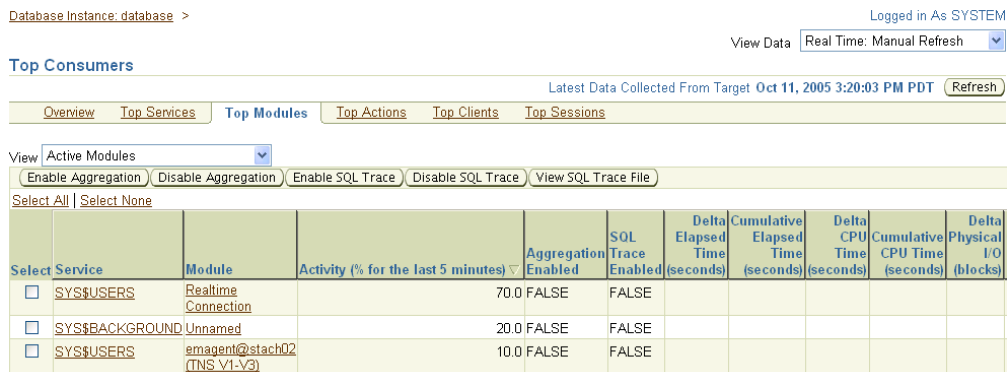 Database Instance: database >
Logged in As SYSTEM
View Data Real Time: Manual Refresh
Top Consumers
Latest Data Collected From Target Oct 11, 2005 3:20:03 PM PDT Refresh
Overview Top Services Top Modules Top Actions Top Clients Top Sessions
View Active Modules
Enable Aggregation Disable Aggregation Enable SQL Trace Disable SQL Trace View SQL Trace File
Select All | Select None
Select Service Module Activity (% for the last 5 minutes) Aggregation Enabled SQL Trace Enabled Delta Elapsed Time (seconds) Cumulative Elapsed Time (seconds) Delta CPU Time (seconds) Cumulative CPU Time (seconds) Delta Physical I/O (blocks)
SYS$USERS Realtime Connection 70.0 FALSE FALSE
SYS$BACKGROUND Unnamed 20.0 FALSE FALSE
SYS$USERS emagent@stach02 (TNS V1-V3) 10.0 FALSE FALSE